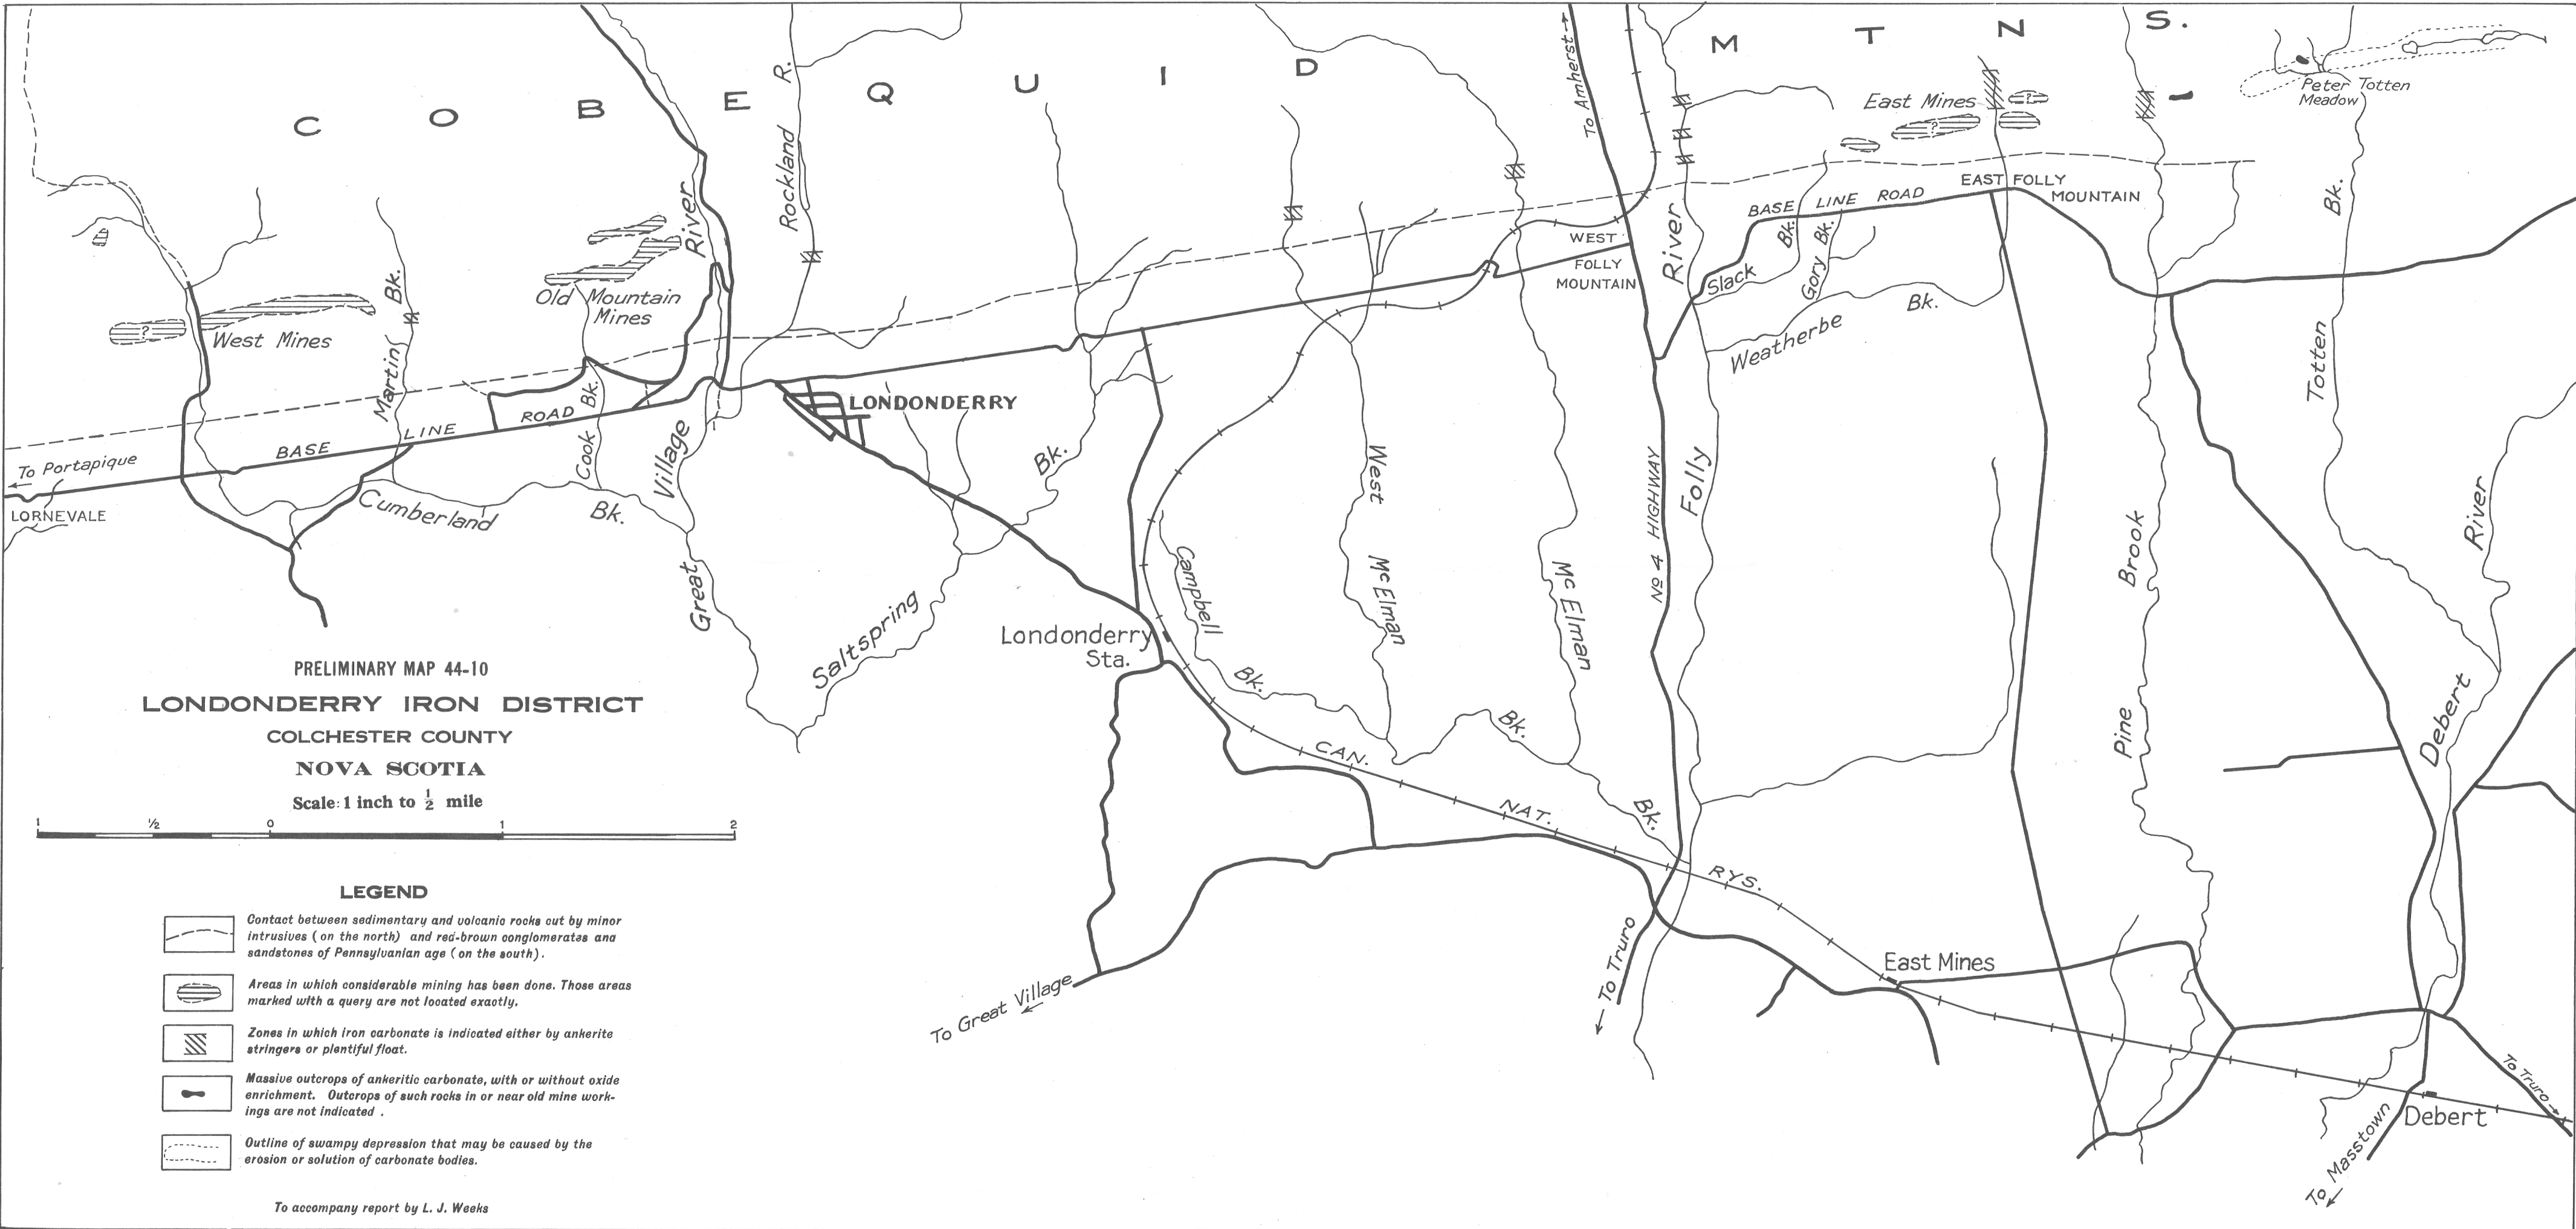 COBEQUID MTNS.
To Amherst
River
Rockland R.
East Mines
?
?
Peter Totten
Meadow
Bk.
EAST FOLLY
MOUNTAIN
BASE LINE ROAD
River
WEST
FOLLY
MOUNTAIN
Slack Bk.
Gory Bk.
Weatherbe Bk.
Old Mountain
Mines
?
West Mines
Martin Bk.
Totten
LONDONDERRY
BASE LINE ROAD
Cook Bk.
Village
To Portapique
LORNEVALE
Cumberland Bk.
Bk.
West
McElman
Bk.
No 4 HIGHWAY
Folly
Pine Brook
River
Great
Saltspring
Campbell
Bk.
McElman
Bk.
Londonderry
Sta.
Debert
CAN. NAT. RYS.
To Great Village
To Truro
East Mines
To Truro
Debert
To Masstown
PRELIMINARY MAP 44-10
LONDONDERRY IRON DISTRICT
COLCHESTER COUNTY
NOVA SCOTIA
Scale: 1 inch to ½ mile
1 ½ 0 1 2
LEGEND
Contact between sedimentary and volcanic rocks cut by minor
intrusives (on the north) and red-brown conglomerates and
sandstones of Pennsylvanian age (on the south).
Areas in which considerable mining has been done. Those areas
marked with a query are not located exactly.
Zones in which iron carbonate is indicated either by ankerite
stringers or plentiful float.
Massive outcrops of ankeritic carbonate, with or without oxide
enrichment. Outcrops of such rocks in or near old mine work-
ings are not indicated .
Outline of swampy depression that may be caused by the
erosion or solution of carbonate bodies.
To accompany report by L. J. Weeks